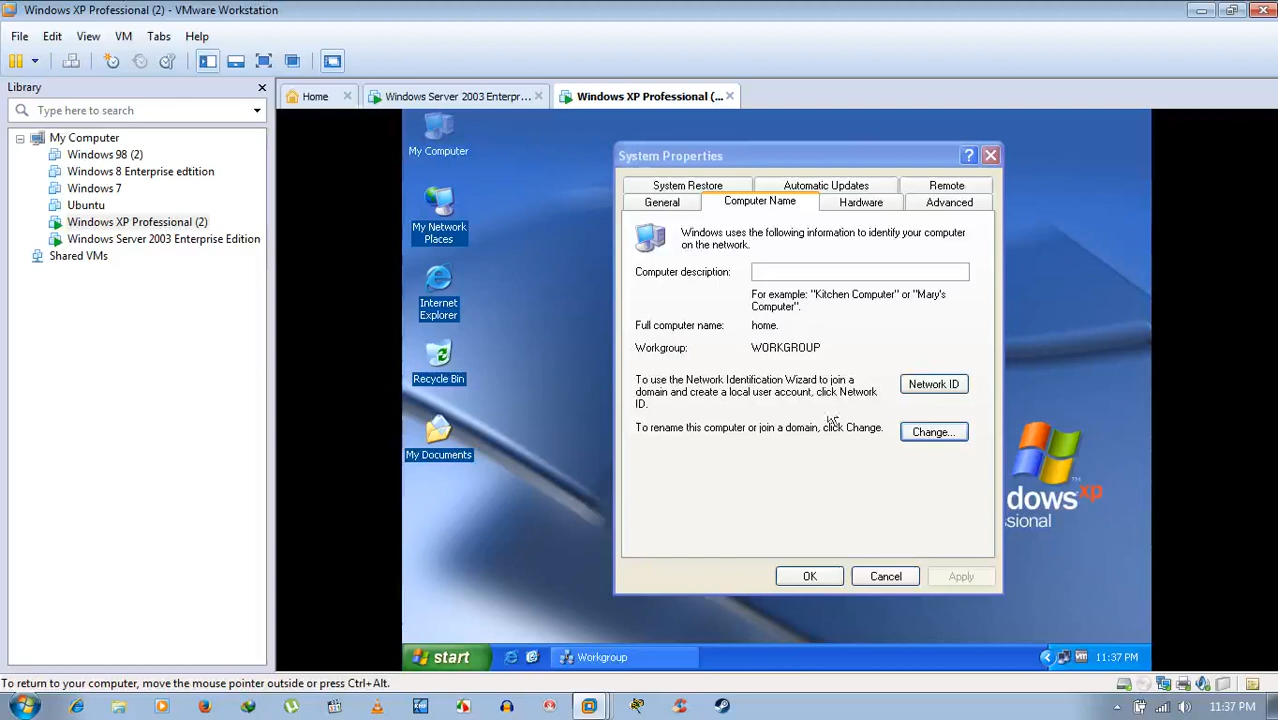 Windows XP Professional (2) - VMware Workstation
File Edit View VM Tabs Help
Library
Type here to search
My Computer
Windows 98 (2)
Windows 8 Enterprise edtition
Windows 7
Ubuntu
Windows XP Professional (2)
Windows Server 2003 Enterprise Edition
Shared VMs
Home
Windows Server 2003 Enterpr...
Windows XP Professional (...
My Computer
My Network
Places
Internet
Explorer
Recycle Bin
My Documents
System Properties
System Restore Automatic Updates Remote
General Computer Name Hardware Advanced
Windows uses the following information to identify your computer
on the network.
Computer description:
For example: "Kitchen Computer" or "Mary's
Computer".
Full computer name: home.
Workgroup: WORKGROUP
To use the Network Identification Wizard to join a
domain and create a local user account, click Network
ID.
Network ID
To rename this computer or join a domain, click Change.
Change...
OK Cancel Apply
dows xp
ssional
start
Workgroup
11:37 PM
To return to your computer, move the mouse pointer outside or press Ctrl+Alt.
11:37 PM